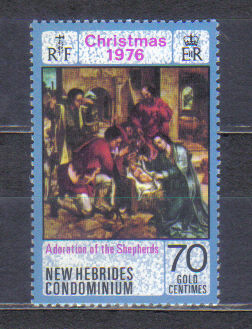 Christmas
1976
RF
ER
Adoration of the Shepherds
NEW HEBRIDES
CONDOMINIUM
70
GOLD
CENTIMES